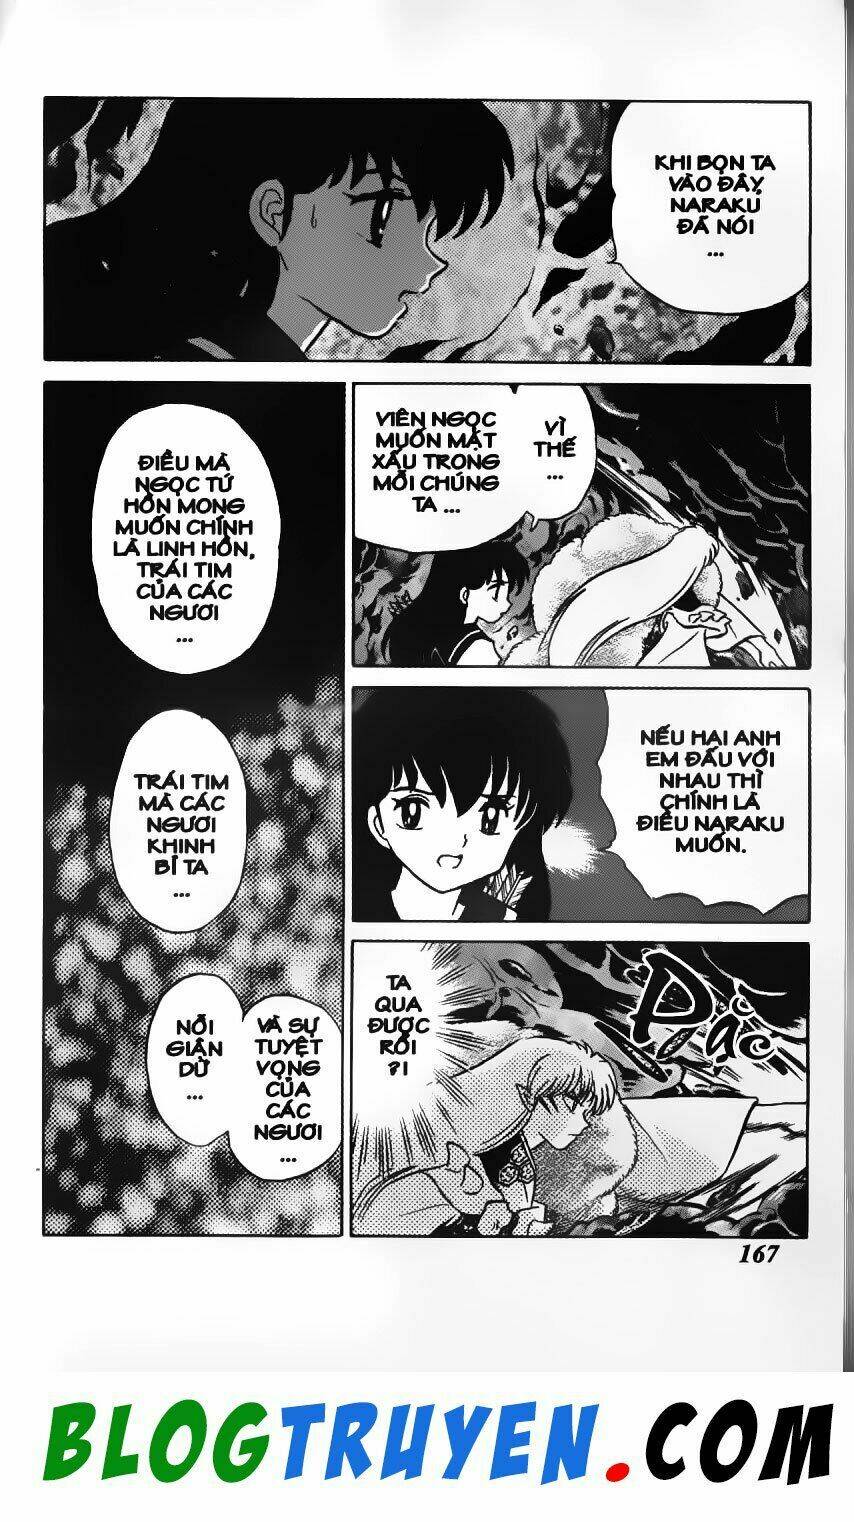 KHI BỌN TA
VÀO ĐÂY,
NARAKU
ĐÃ NÓI
...
ĐIỀU MÀ
NGỌC TỨ
HỒN MONG
MUỐN CHÍNH
LÀ LINH HỒN,
TRÁI TIM
CỦA CÁC
NGƯƠI
...
TRÁI TIM
MÀ CÁC
NGƯƠI
KHINH
BỈ TA
...
NỖI
GIẬN
DỮ
...
VÀ SỰ
TUYỆT
VỌNG
CỦA
CÁC
NGƯƠI
...
VÌ
THẾ
...
VIÊN NGỌC
MUỐN MẶT
XẤU TRONG
MỖI CHÚNG
TA ...
NẾU HAI ANH
EM ĐẤU VỚI
NHAU THÌ
CHÍNH LÀ
ĐIỀU NARAKU
MUỐN.
TA
QUA
ĐƯỢC
RỒI
?!
PẶC
167
BLOGTRUYEN.COM